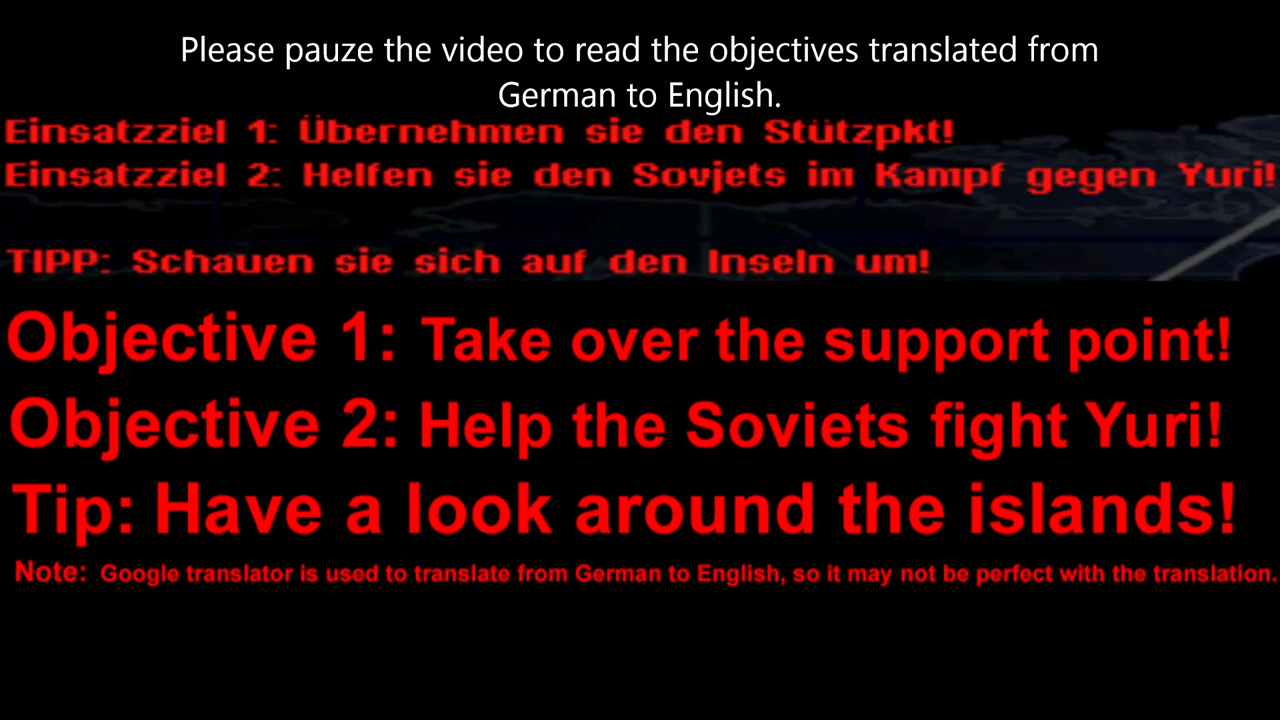 Please pauze the video to read the objectives translated from
German to English.
Einsatzziel 1: Übernehmen sie den Stützpkt!
Einsatzziel 2: Helfen sie den Sovjets im Kampf gegen Yuri!
TIPP: Schauen sie sich auf den Inseln um!
Objective 1: Take over the support point!
Objective 2: Help the Soviets fight Yuri!
Tip: Have a look around the islands!
Note: Google translator is used to translate from German to English, so it may not be perfect with the translation.